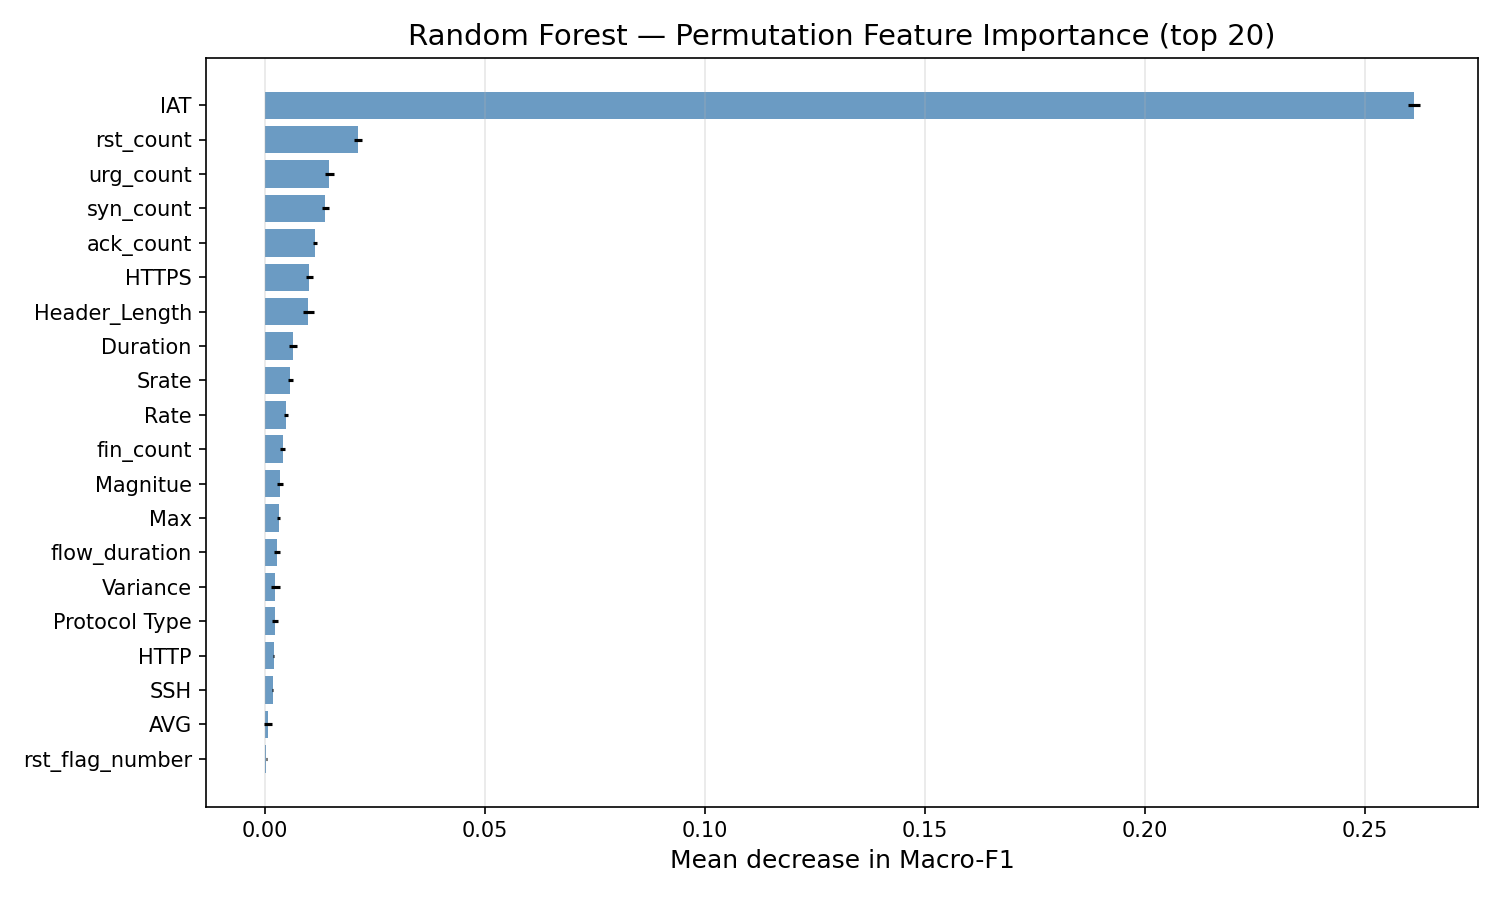 Random Forest — Permutation Feature Importance (top 20)
IAT
rst_count
urg_count
syn_count
ack_count
HTTPS
Header_Length
Duration
Srate
Rate
fin_count
Magnitue
Max
flow_duration
Variance
Protocol Type
HTTP
SSH
AVG
rst_flag_number
0.00 0.05 0.10 0.15 0.20 0.25
Mean decrease in Macro-F1